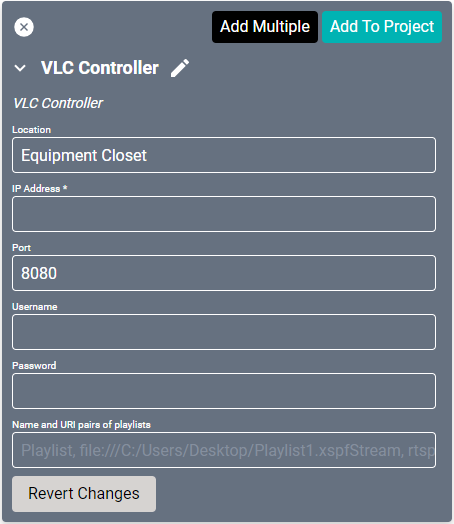 Add Multiple
Add To Project
VLC Controller
VLC Controller
Location
Equipment Closet
IP Address *
Port
8080
Username
Password
Name and URI pairs of playlists
Playlist, file:///C:/Users/Desktop/Playlist1.xspfStream, rtsp
Revert Changes